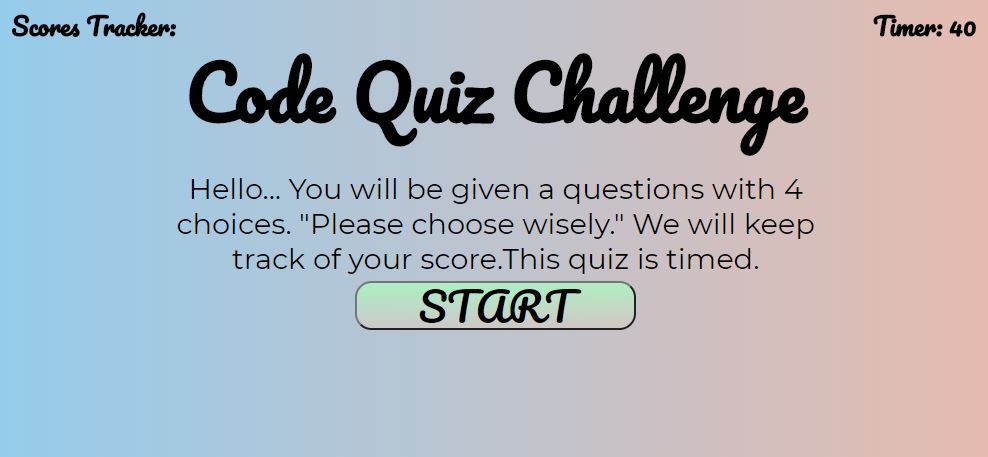 Scores Tracker:
Timer: 40
Code Quiz Challenge
Hello... You will be given a questions with 4
choices. "Please choose wisely." We will keep
track of your score.This quiz is timed.
START